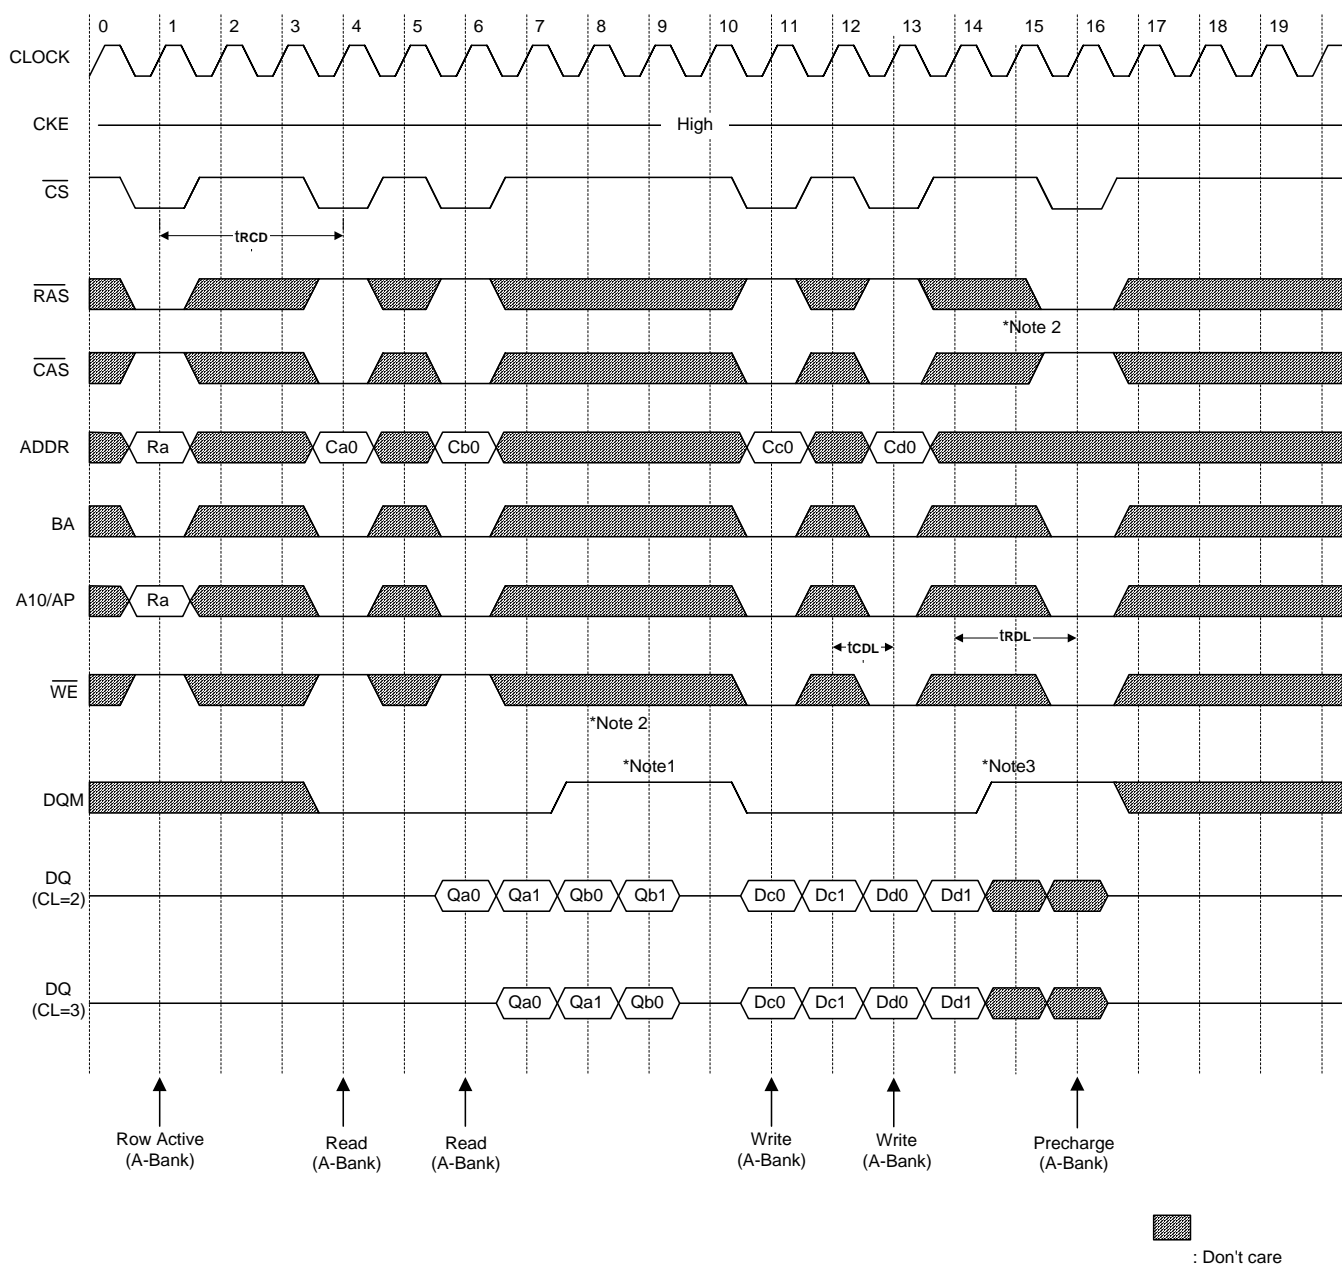 0 1 2 3 4 5 6 7 8 9 10 11 12 13 14 15 16 17 18 19
CLOCK
CKE High
CS
tRCD
RAS
*Note 2
CAS
ADDR Ra Ca0 Cb0 Cc0 Cd0
BA
A10/AP Ra
tCDL tRDL
WE
*Note 2
*Note1 *Note3
DQM
DQ
(CL=2) Qa0 Qa1 Qb0 Qb1 Dc0 Dc1 Dd0 Dd1
DQ
(CL=3) Qa0 Qa1 Qb0 Dc0 Dc1 Dd0 Dd1
Row Active
(A-Bank)
Read
(A-Bank)
Read
(A-Bank)
Write
(A-Bank)
Write
(A-Bank)
Precharge
(A-Bank)
: Don't care